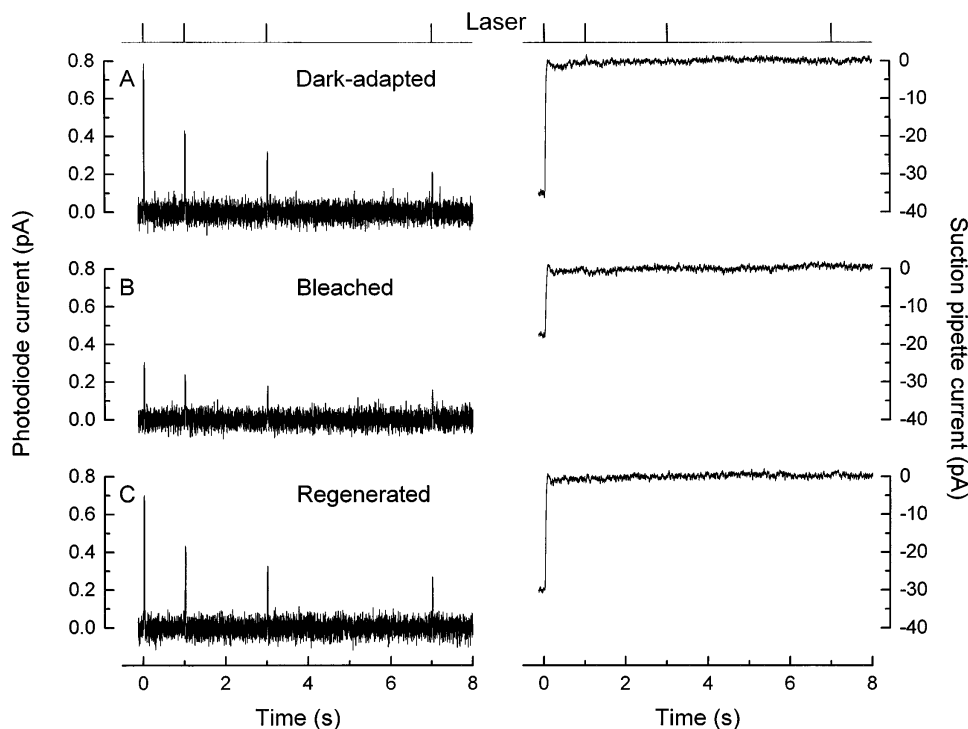 Laser
A
Dark-adapted
0.8
0.6
0.4
0.2
0.0
0
-10
-20
-30
-40
B
Bleached
0.8
0.6
0.4
0.2
0.0
0
-10
-20
-30
-40
C
Regenerated
0.8
0.6
0.4
0.2
0.0
0
-10
-20
-30
-40
Photodiode current (pA)
Suction pipette current (pA)
0 2 4 6 8
0 2 4 6 8
Time (s)
Time (s)